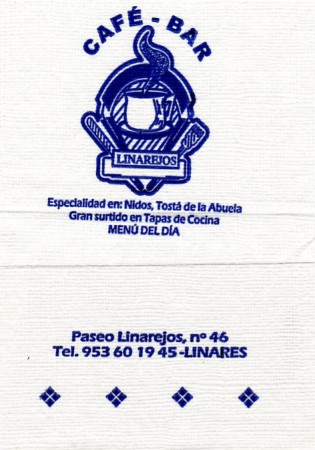 CAFÉ - BAR
LINAREJOS
Especialidad en: Nidos, Tostá de la Abuela
Gran surtido en Tapas de Cocina
MENÚ DEL DÍA
Paseo Linarejos, nº 46
Tel. 953 60 19 45 -LINARES